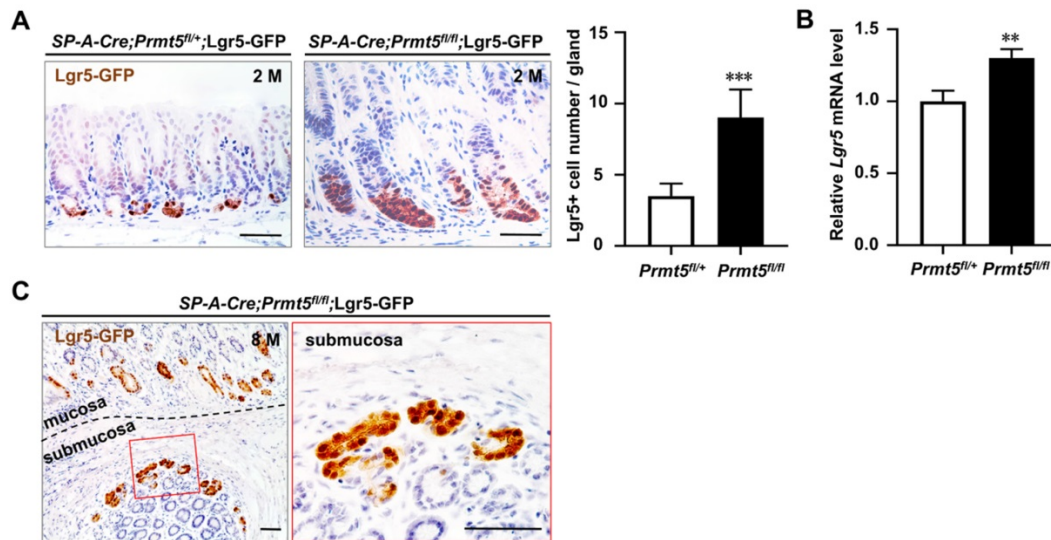 A
SP-A-Cre;Prmt5fl/+;Lgr5-GFP
SP-A-Cre;Prmt5fl/fl;Lgr5-GFP
Lgr5-GFP
2 M
2 M
Lgr5+ cell number / gland
15
10
5
0
***
Prmt5fl/+
Prmt5fl/fl
B
Relative Lgr5 mRNA level
1.5
1.0
0.5
0.0
**
Prmt5fl/+
Prmt5fl/fl
C
SP-A-Cre;Prmt5fl/fl;Lgr5-GFP
Lgr5-GFP
8 M
mucosa
submucosa
submucosa